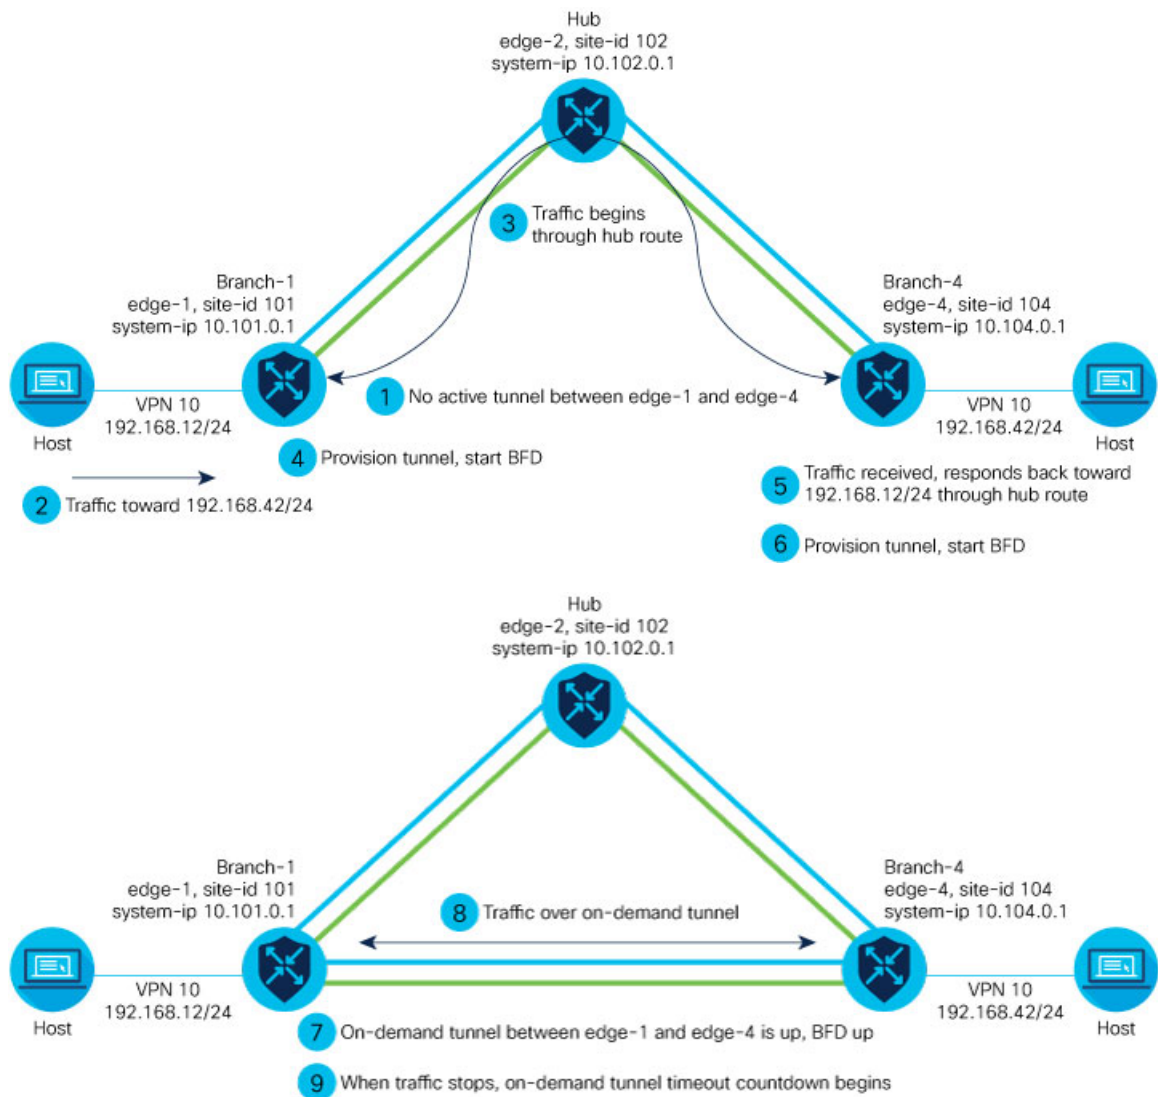 Hub
edge-2, site-id 102
system-ip 10.102.0.1
3 Traffic begins
through hub route
Branch-1
edge-1, site-id 101
system-ip 10.101.0.1
Branch-4
edge-4, site-id 104
system-ip 10.104.0.1
1 No active tunnel between edge-1 and edge-4
VPN 10
192.168.12/24
Host
VPN 10
192.168.42/24
Host
4 Provision tunnel, start BFD
2 Traffic toward 192.168.42/24
5 Traffic received, responds back toward
192.168.12/24 through hub route
6 Provision tunnel, start BFD
Hub
edge-2, site-id 102
system-ip 10.102.0.1
Branch-1
edge-1, site-id 101
system-ip 10.101.0.1
Branch-4
edge-4, site-id 104
system-ip 10.104.0.1
8 Traffic over on-demand tunnel
VPN 10
192.168.12/24
Host
VPN 10
192.168.42/24
Host
7 On-demand tunnel between edge-1 and edge-4 is up, BFD up
9 When traffic stops, on-demand tunnel timeout countdown begins